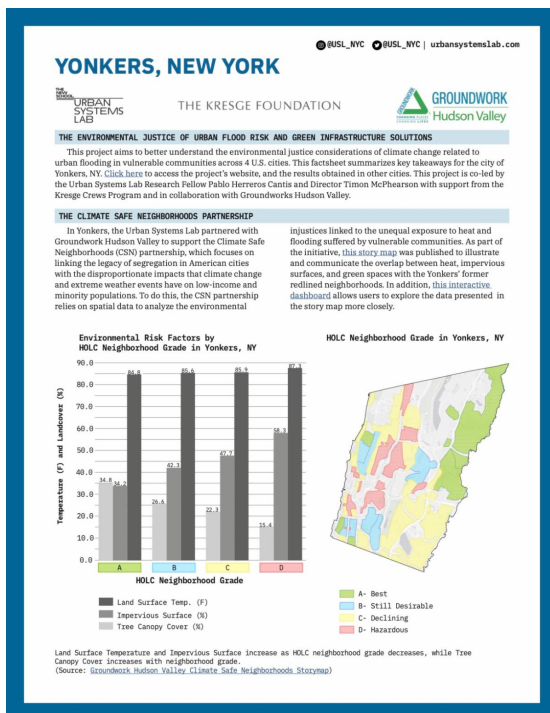 @USL_NYC @USL_NYC | urbansystemslab.com
YONKERS, NEW YORK
THE
NEW
SCHOOL
URBAN
SYSTEMS
LAB
THE KRESGE FOUNDATION
GROUNDWORK
Hudson Valley
THE ENVIRONMENTAL JUSTICE OF URBAN FLOOD RISK AND GREEN INFRASTRUCTURE SOLUTIONS
This project aims to better understand the environmental justice considerations of climate change related to
urban flooding in vulnerable communities across 4 U.S. cities. This factsheet summarizes key takeaways for the city of
Yonkers, NY. Click here to access the project's website, and the results obtained in other cities. This project is co-led by
the Urban Systems Lab Research Fellow Pablo Herreros Cantis and Director Timon McPhearson with support from the
Kresge Crews Program and in collaboration with Groundworks Hudson Valley.
THE CLIMATE SAFE NEIGHBORHOODS PARTNERSHIP
In Yonkers, the Urban Systems Lab partnered with
Groundwork Hudson Valley to support the Climate Safe
Neighborhoods (CSN) partnership, which focuses on
linking the legacy of segregation in American cities
with the disproportionate impacts that climate change
and extreme weather events have on low-income and
minority populations. To do this, the CSN partnership
relies on spatial data to analyze the environmental
injustices linked to the unequal exposure to heat and
flooding suffered by vulnerable communities. As part of
the initiative, this story map was published to illustrate
and communicate the overlap between heat, impervious
surfaces, and green spaces with the Yonkers' former
redlined neighborhoods. In addition, this interactive
dashboard allows users to explore the data presented in
the story map more closely.
Environmental Risk Factors by
HOLC Neighborhood Grade in Yonkers, NY
Temperature (F) and Landcover (%)
90.0
80.0
70.0
60.0
50.0
40.0
30.0
20.0
10.0
0.0
34.8 34.2 84.8
26.6 42.3 85.6
22.3 47.7 85.9
15.4 58.3 87.3
A B C D
HOLC Neighborhood Grade
Land Surface Temp. (F)
Impervious Surface (%)
Tree Canopy Cover (%)
HOLC Neighborhood Grade in Yonkers, NY
A- Best
B- Still Desirable
C- Declining
D- Hazardous
Land Surface Temperature and Impervious Surface increase as HOLC neighborhood grade decreases, while Tree
Canopy Cover increases with neighborhood grade.
(Source: Groundwork Hudson Valley Climate Safe Neighborhoods Storymap)